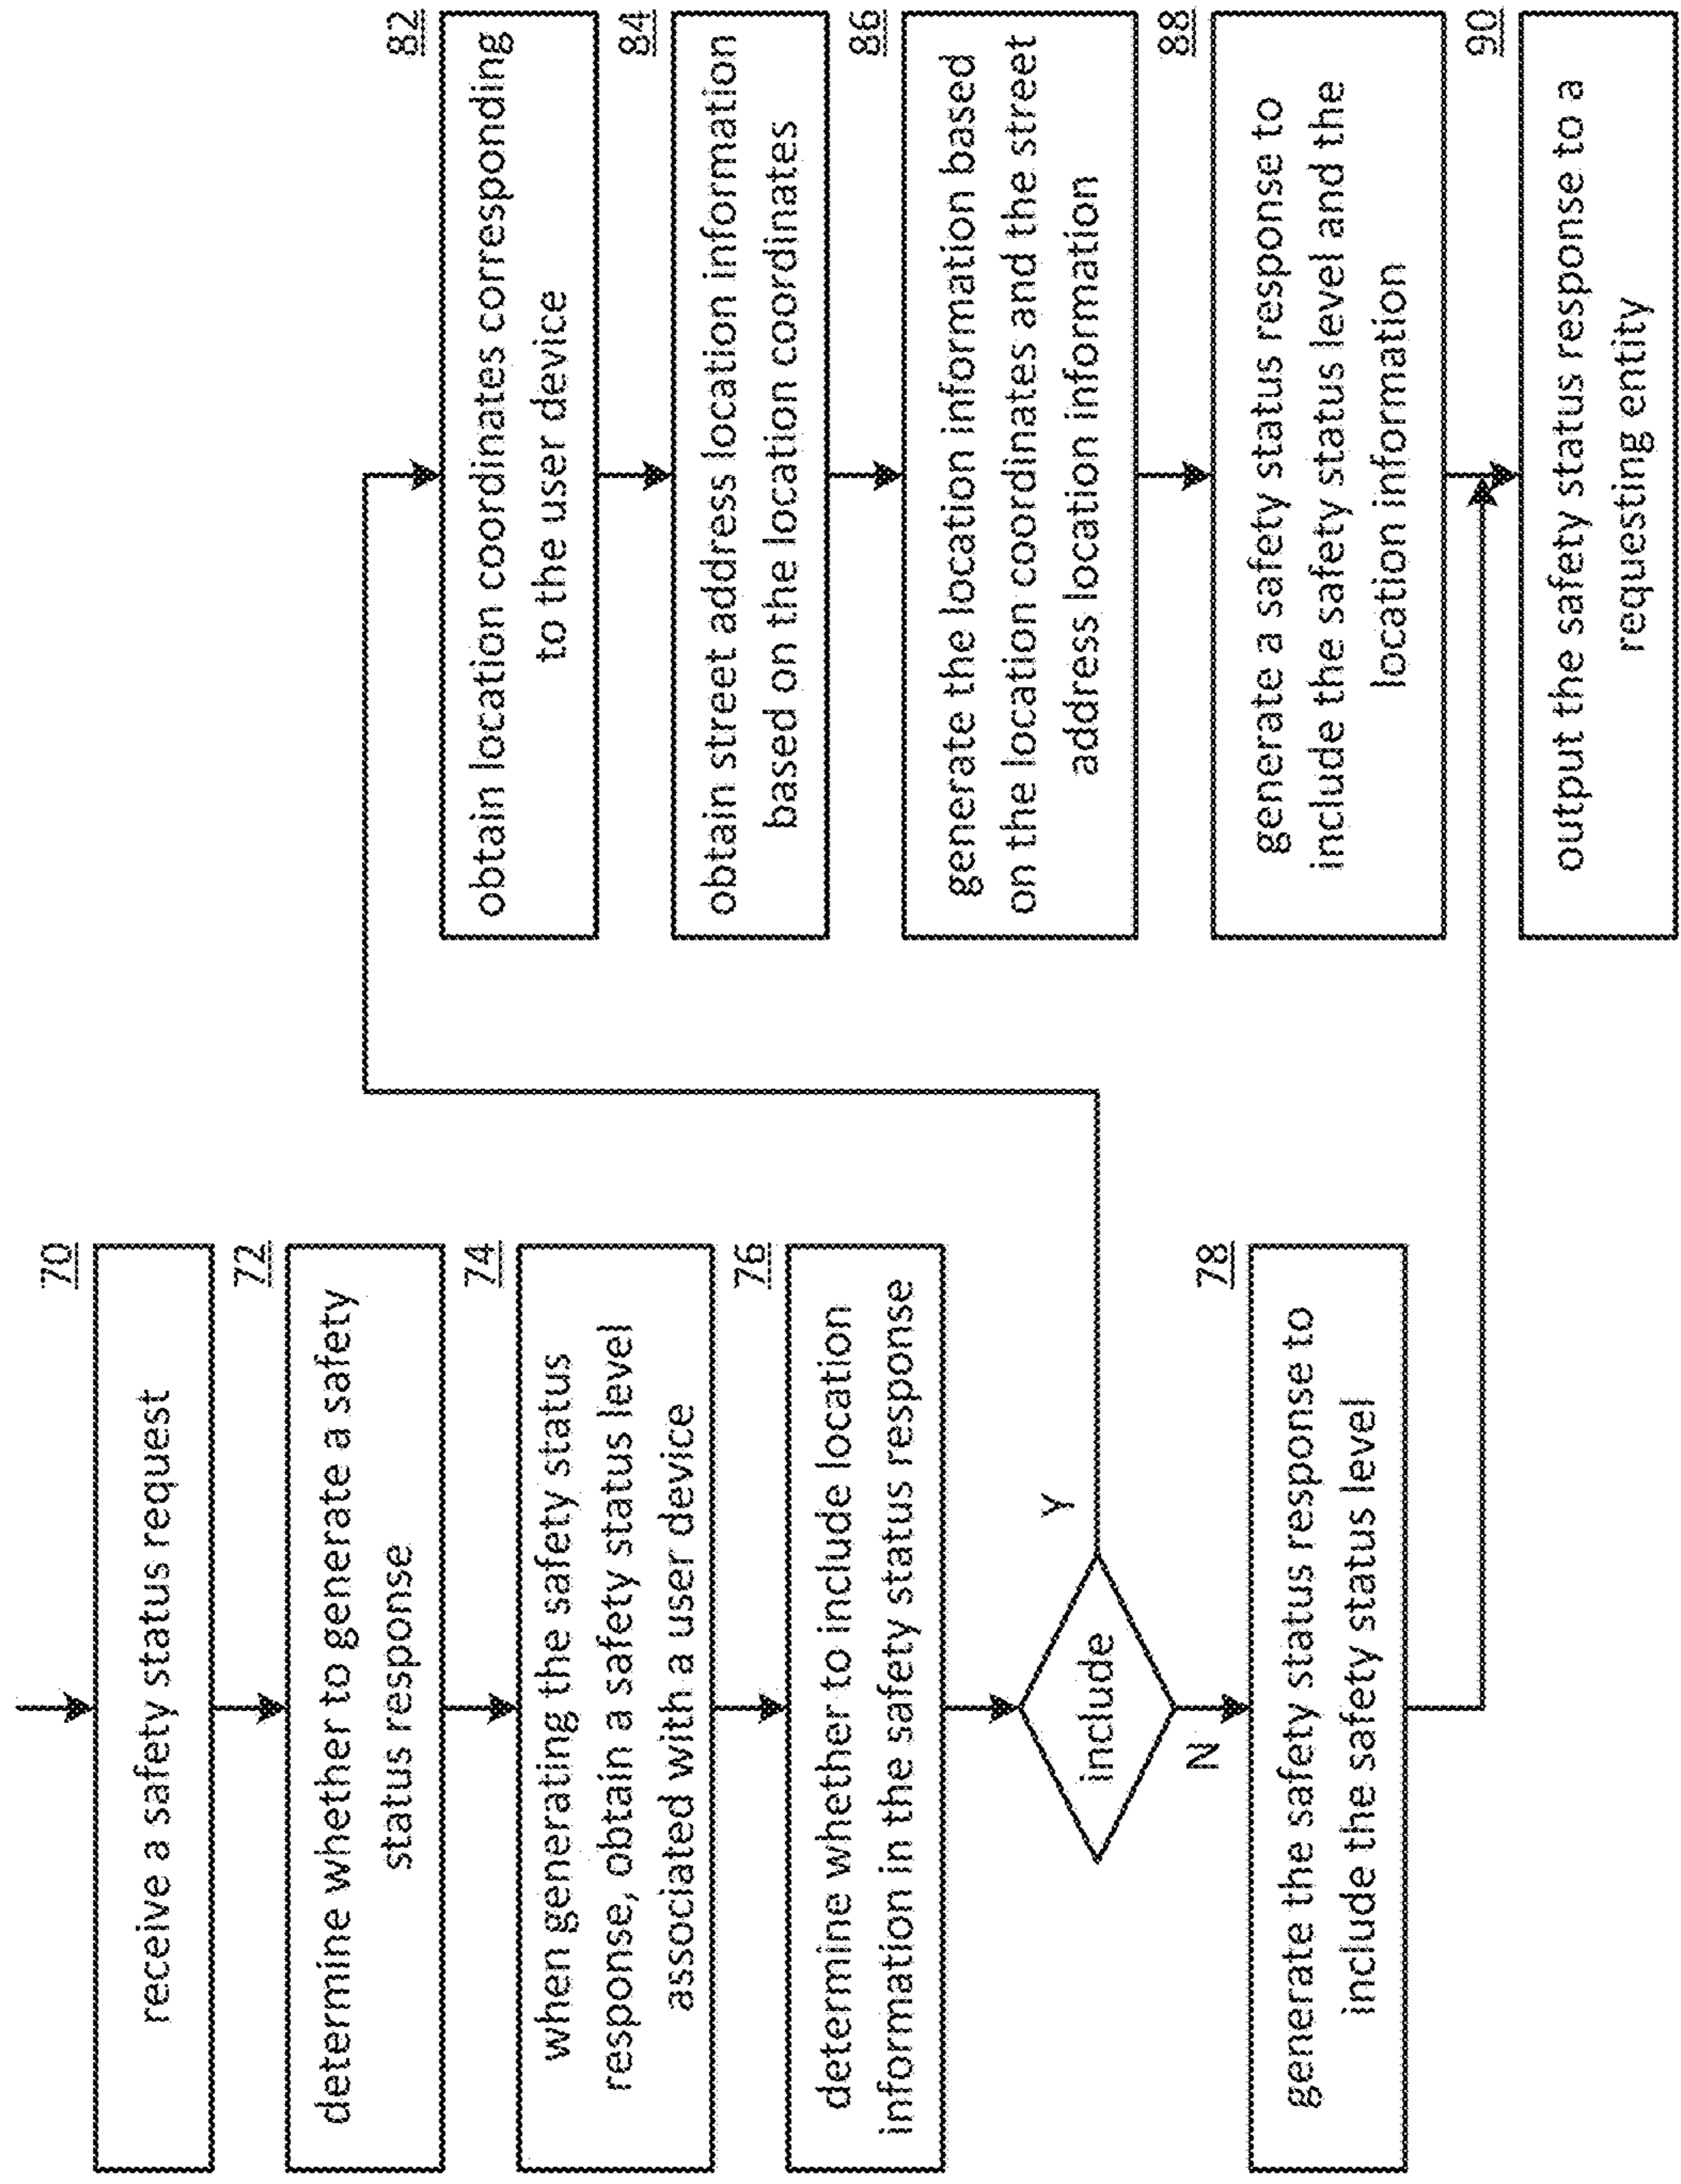 70
receive a safety status request
72
determine whether to generate a safety
status response
74
when generating the safety status
response, obtain a safety status level
associated with a user device
76
determine whether to include location
information in the safety status response
include
Y
N
78
generate the safety status response to
include the safety status level
82
obtain location coordinates corresponding
to the user device
84
obtain street address location information
based on the location coordinates
86
generate the location information based
on the location coordinates and the street
address location information
88
generate a safety status response to
include the safety status level and the
location information
90
output the safety status response to a
requesting entity